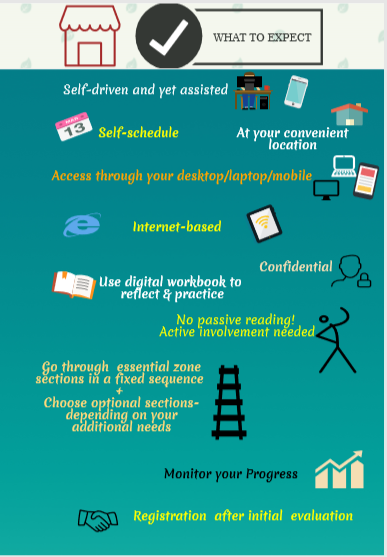 WHAT TO EXPECT
Self-driven and yet assisted
MAR
13
Self-schedule
At your convenient
location
Access through your desktop/laptop/mobile
Internet-based
Confidential
Use digital workbook to
reflect & practice
No passive reading!
Active involvement needed
Go through essential zone
sections in a fixed sequence
+
Choose optional sections-
depending on your
additional needs
Monitor your Progress
Registration after initial evaluation